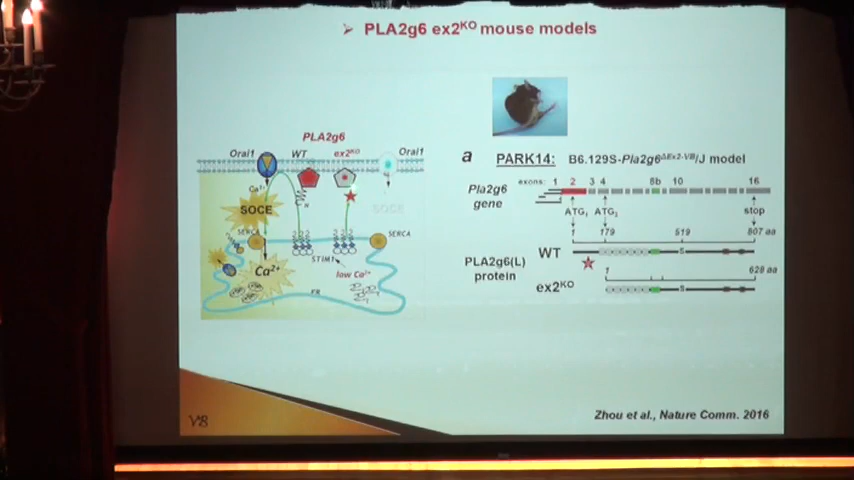 ➢ PLA2g6 ex2KO mouse models
PLA2g6
Orai1 WT ex2KO Orai1
Ca2+
SOCE SOCE
SERCA SERCA
STIM1
Ca2+ low Ca2+
ER
a PARK14: B6.129S-Pla2g6ΔEx2-VB/J model
exons: 1 2 3 4 8b 10 16
Pla2g6
gene
ATG1 ATG2 stop
1 179 519 807 aa
WT
PLA2g6(L)
protein
1 628 aa
ex2KO
Zhou et al., Nature Comm. 2016